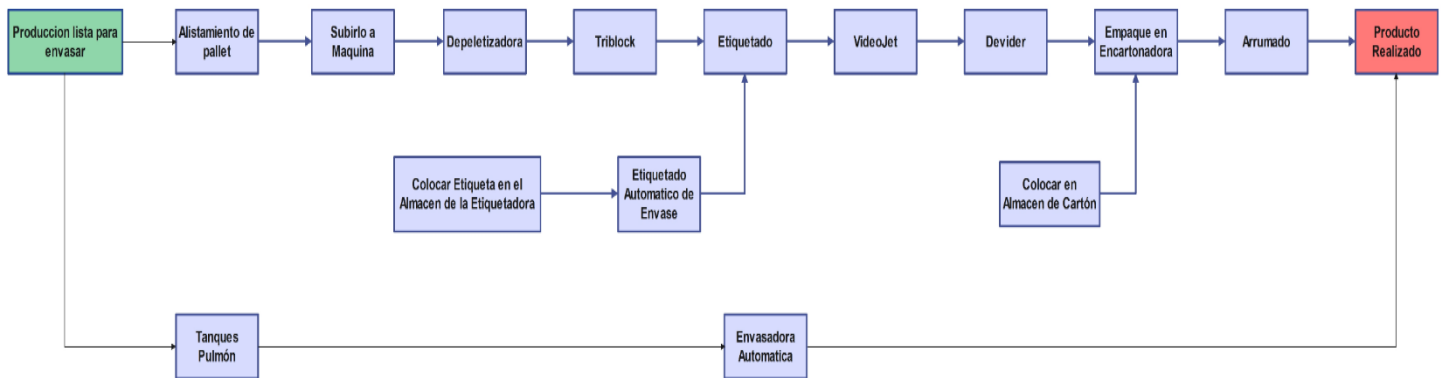 Produccion lista para
envasar
Alistamiento de
pallet
Subirlo a
Maquina
Depeletizadora
Triblock
Etiquetado
VideoJet
Devider
Empaque en
Encartonadora
Arrumado
Producto
Realizado
Colocar Etiqueta en el
Almacen de la Etiquetadora
Etiquetado
Automatico de
Envase
Colocar en
Almacen de Cartón
Tanques
Pulmón
Envasadora
Automatica